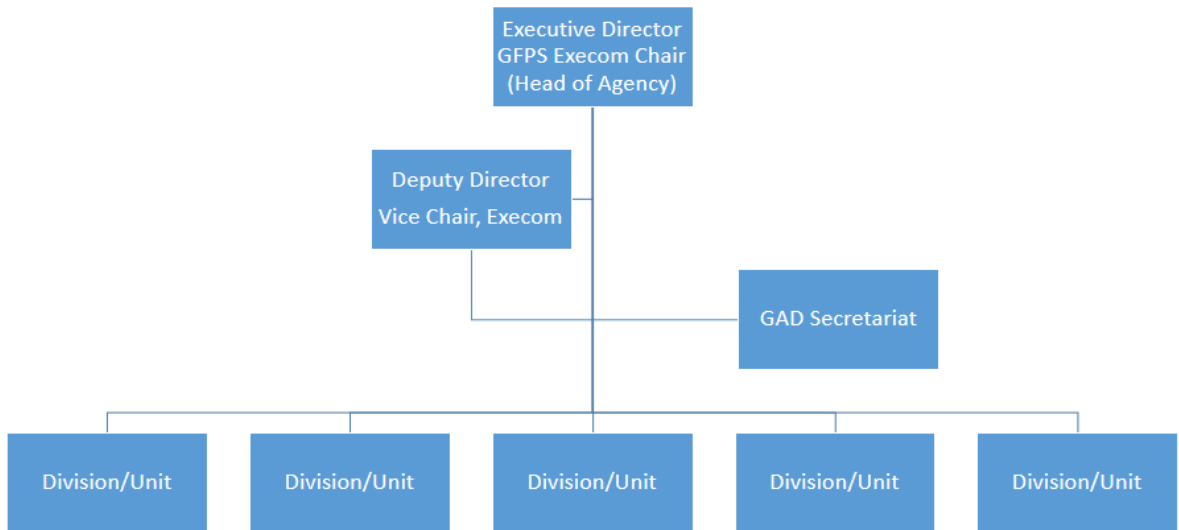 Executive Director
GFPS Execom Chair
(Head of Agency)
Deputy Director
Vice Chair, Execom
GAD Secretariat
Division/Unit
Division/Unit
Division/Unit
Division/Unit
Division/Unit